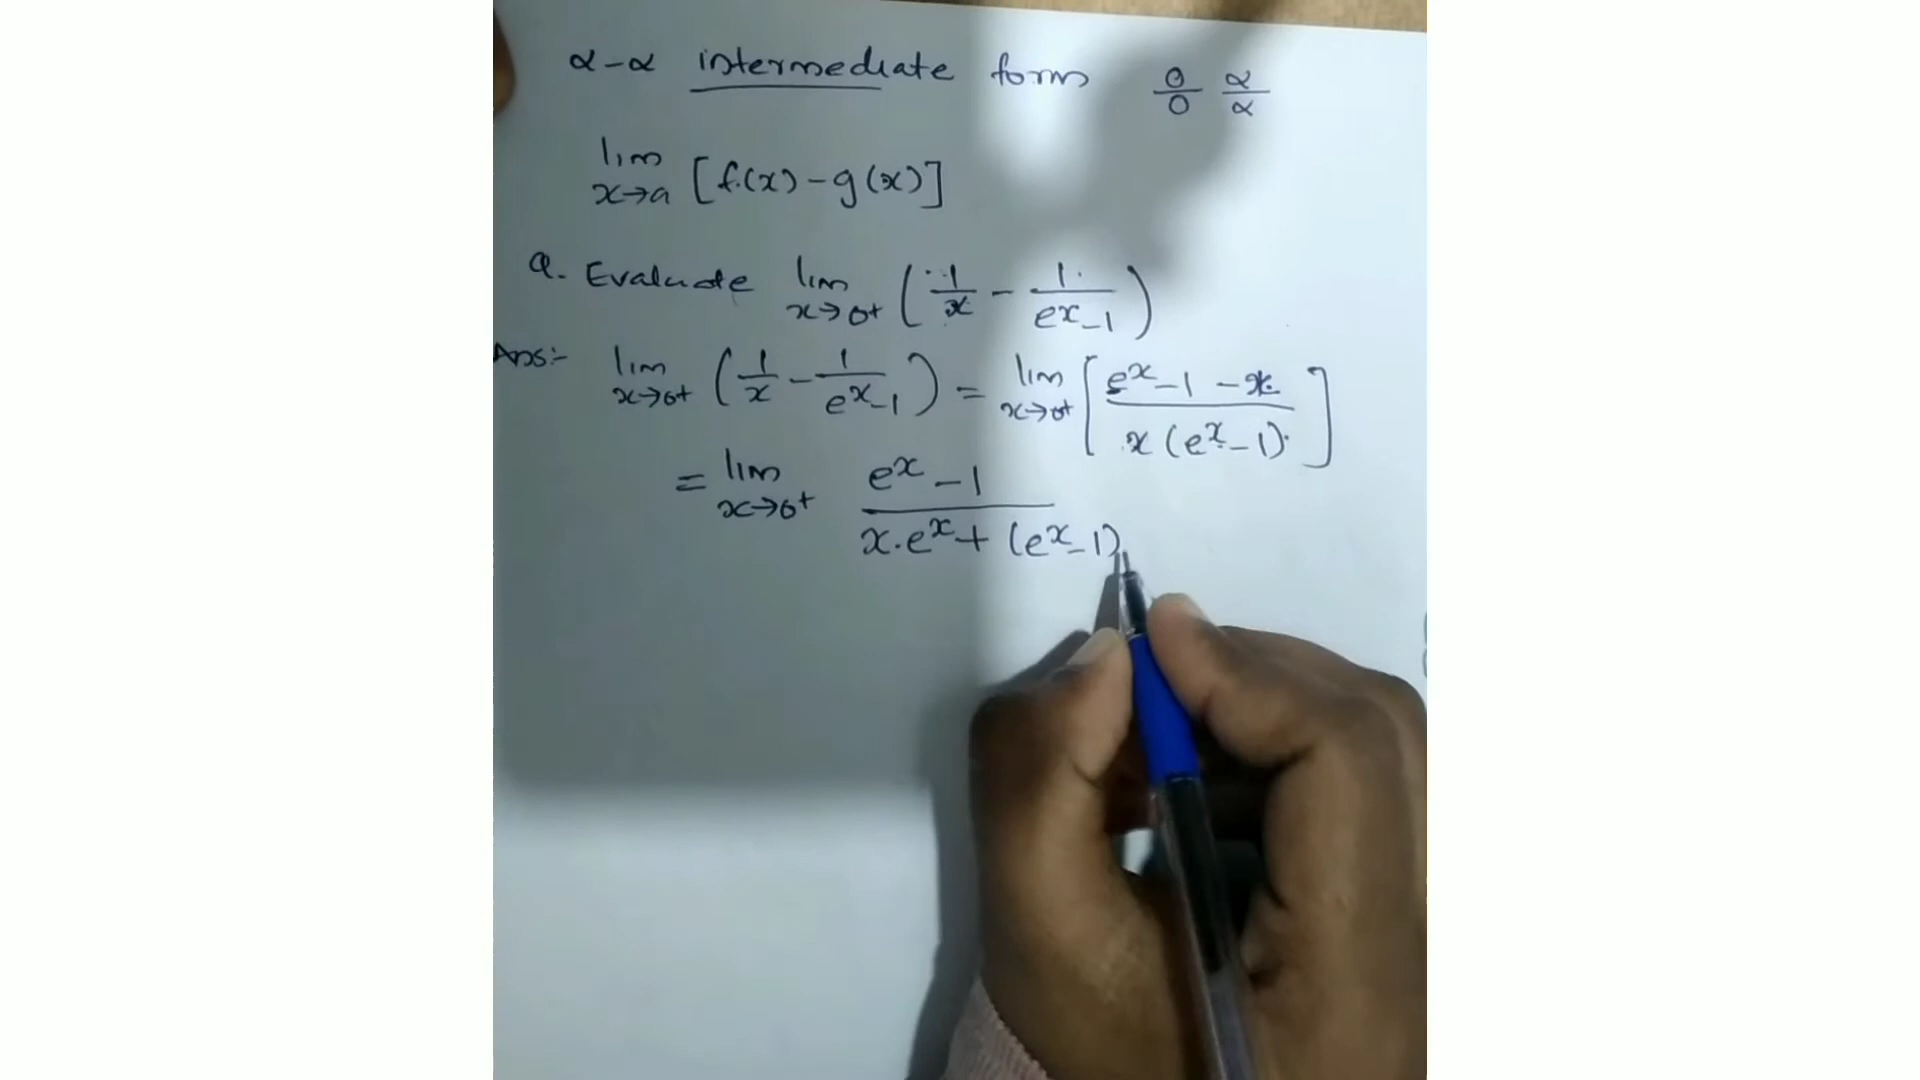 α-α intermediate form 0/0 α/α
lim x→a [f(x) - g(x)]
Q. Evaluate lim x→0+ (1/x - 1/(e^x-1))
Ans:- lim x→0+ (1/x - 1/(e^x-1)) = lim x→0+ [(e^x-1-x)/(x(e^x-1))]
= lim x→0+ (e^x-1)/(x.e^x+(e^x-1))